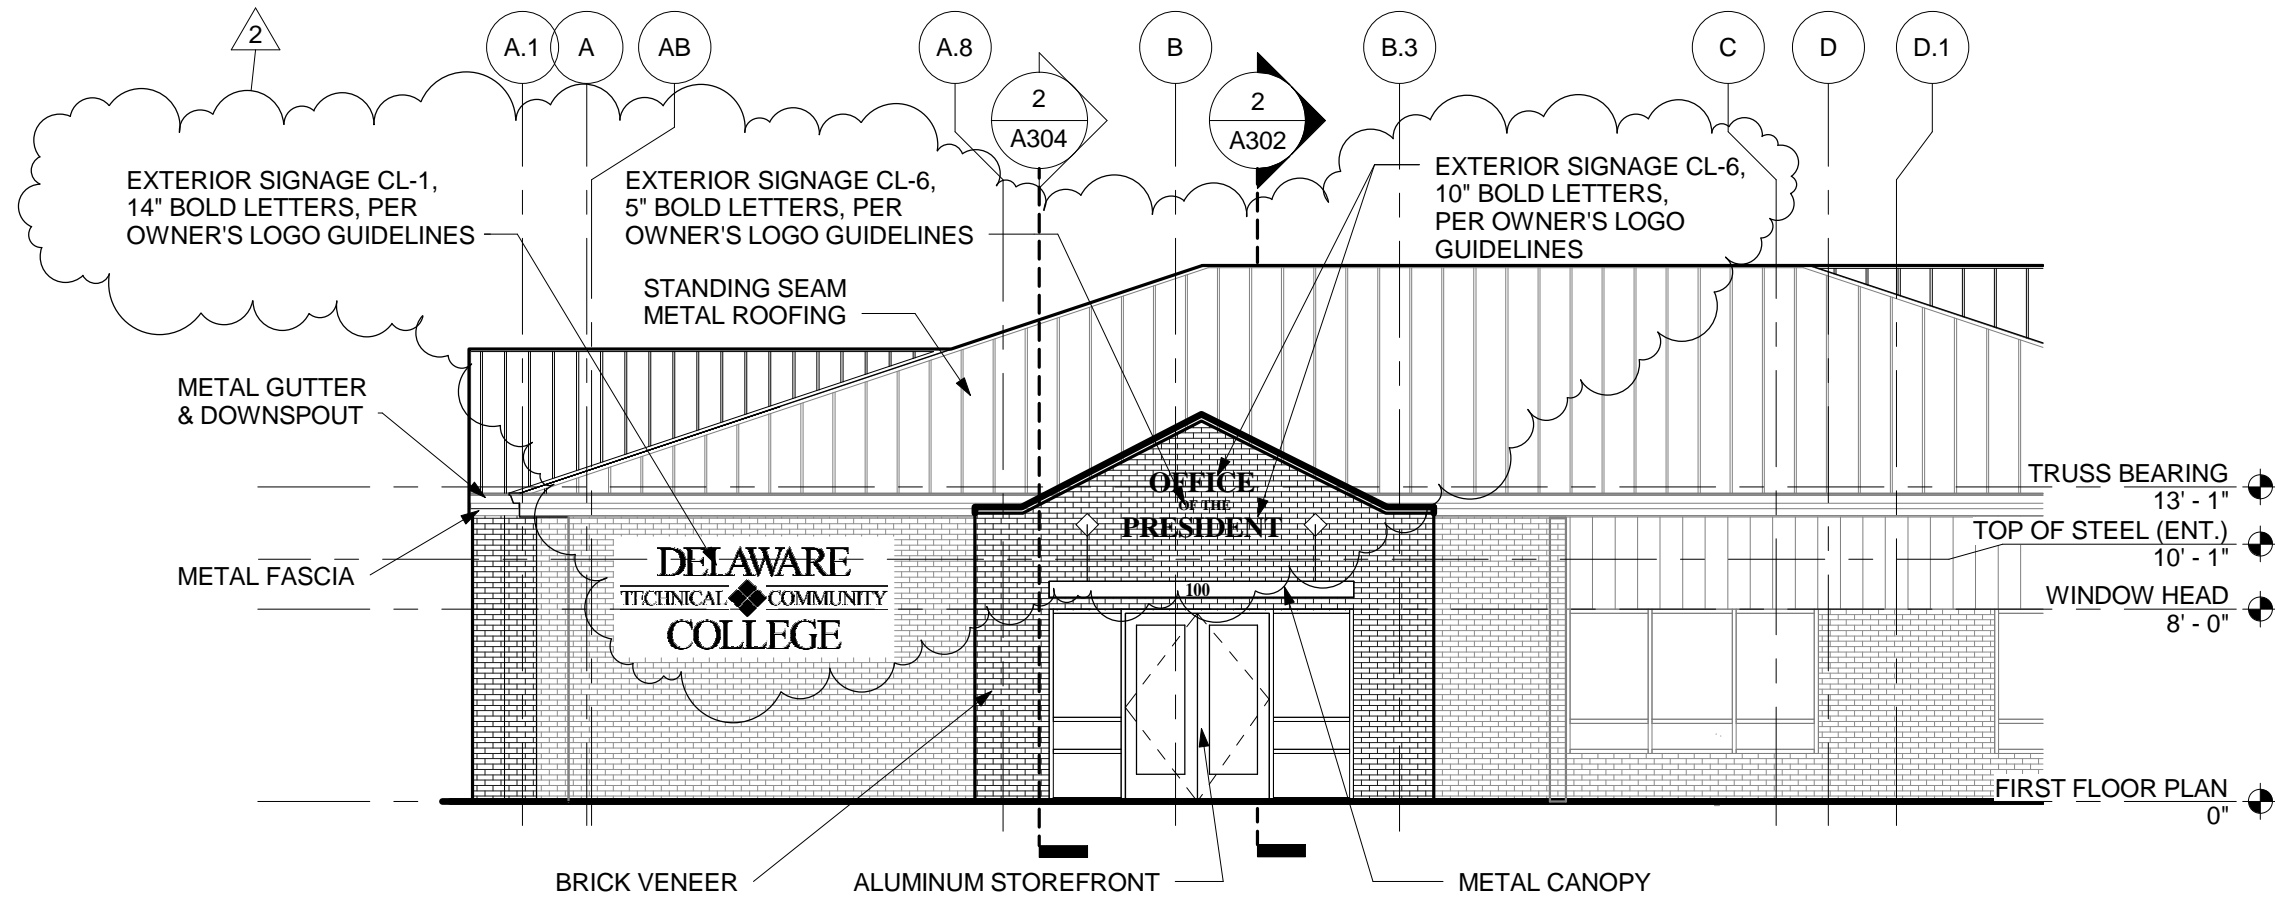 2
A.1
A
AB
A.8
B
B.3
C
D
D.1
2
A304
2
A302
EXTERIOR SIGNAGE CL-1,
14" BOLD LETTERS, PER
OWNER'S LOGO GUIDELINES
EXTERIOR SIGNAGE CL-6,
5" BOLD LETTERS, PER
OWNER'S LOGO GUIDELINES
EXTERIOR SIGNAGE CL-6,
10" BOLD LETTERS,
PER OWNER'S LOGO
GUIDELINES
STANDING SEAM
METAL ROOFING
METAL GUTTER
& DOWNSPOUT
METAL FASCIA
OFFICE
OF THE
PRESIDENT
DELAWARE
TECHNICAL COMMUNITY
COLLEGE
100
TRUSS BEARING
13' - 1"
TOP OF STEEL (ENT.)
10' - 1"
WINDOW HEAD
8' - 0"
FIRST FLOOR PLAN
0"
BRICK VENEER
ALUMINUM STOREFRONT
METAL CANOPY